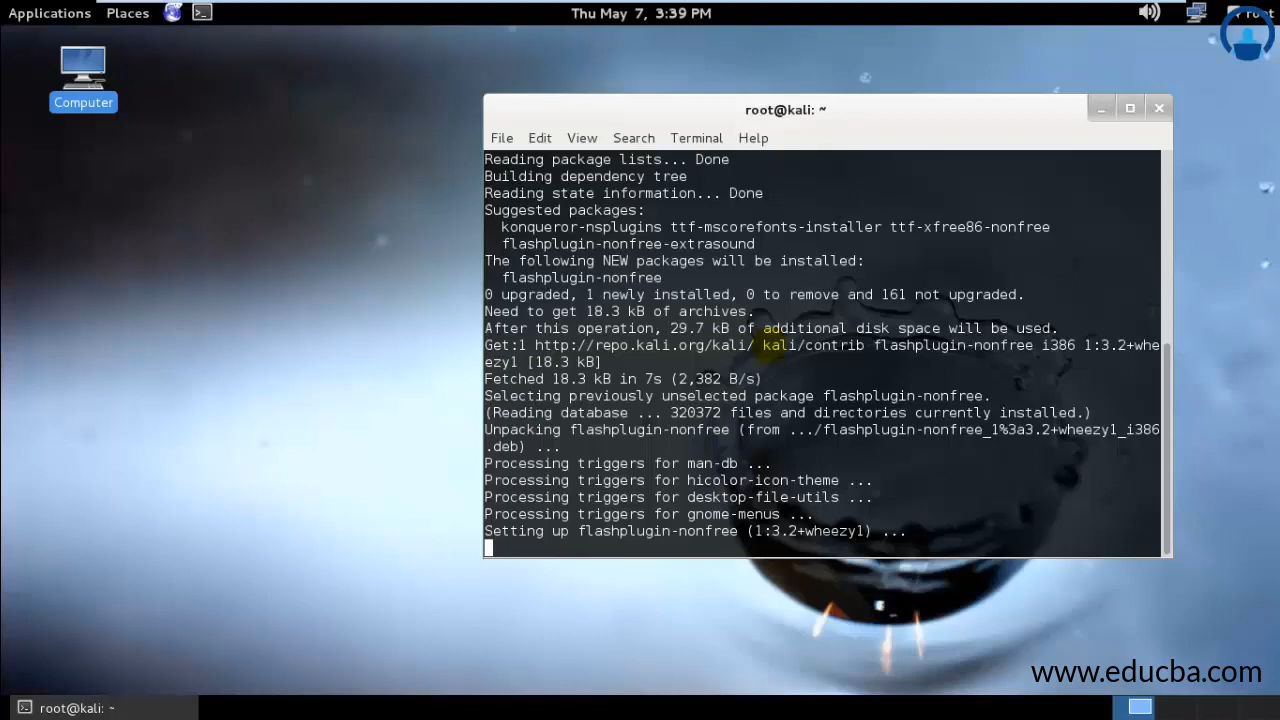 Applications Places Thu May 7, 3:39 PM root
Computer
root@kali: ~
File Edit View Search Terminal Help
Reading package lists... Done
Building dependency tree
Reading state information... Done
Suggested packages:
konqueror-nsplugins ttf-mscorefonts-installer ttf-xfree86-nonfree
flashplugin-nonfree-extrasound
The following NEW packages will be installed:
flashplugin-nonfree
0 upgraded, 1 newly installed, 0 to remove and 161 not upgraded.
Need to get 18.3 kB of archives.
After this operation, 29.7 kB of additional disk space will be used.
Get:1 http://repo.kali.org/kali/ kali/contrib flashplugin-nonfree i386 1:3.2+whe
ezy1 [18.3 kB]
Fetched 18.3 kB in 7s (2,382 B/s)
Selecting previously unselected package flashplugin-nonfree.
(Reading database ... 320372 files and directories currently installed.)
Unpacking flashplugin-nonfree (from .../flashplugin-nonfree_1%3a3.2+wheezy1_i386
.deb) ...
Processing triggers for man-db ...
Processing triggers for hicolor-icon-theme ...
Processing triggers for desktop-file-utils ...
Processing triggers for gnome-menus ...
Setting up flashplugin-nonfree (1:3.2+wheezy1) ...
www.educba.com
root@kali: ~